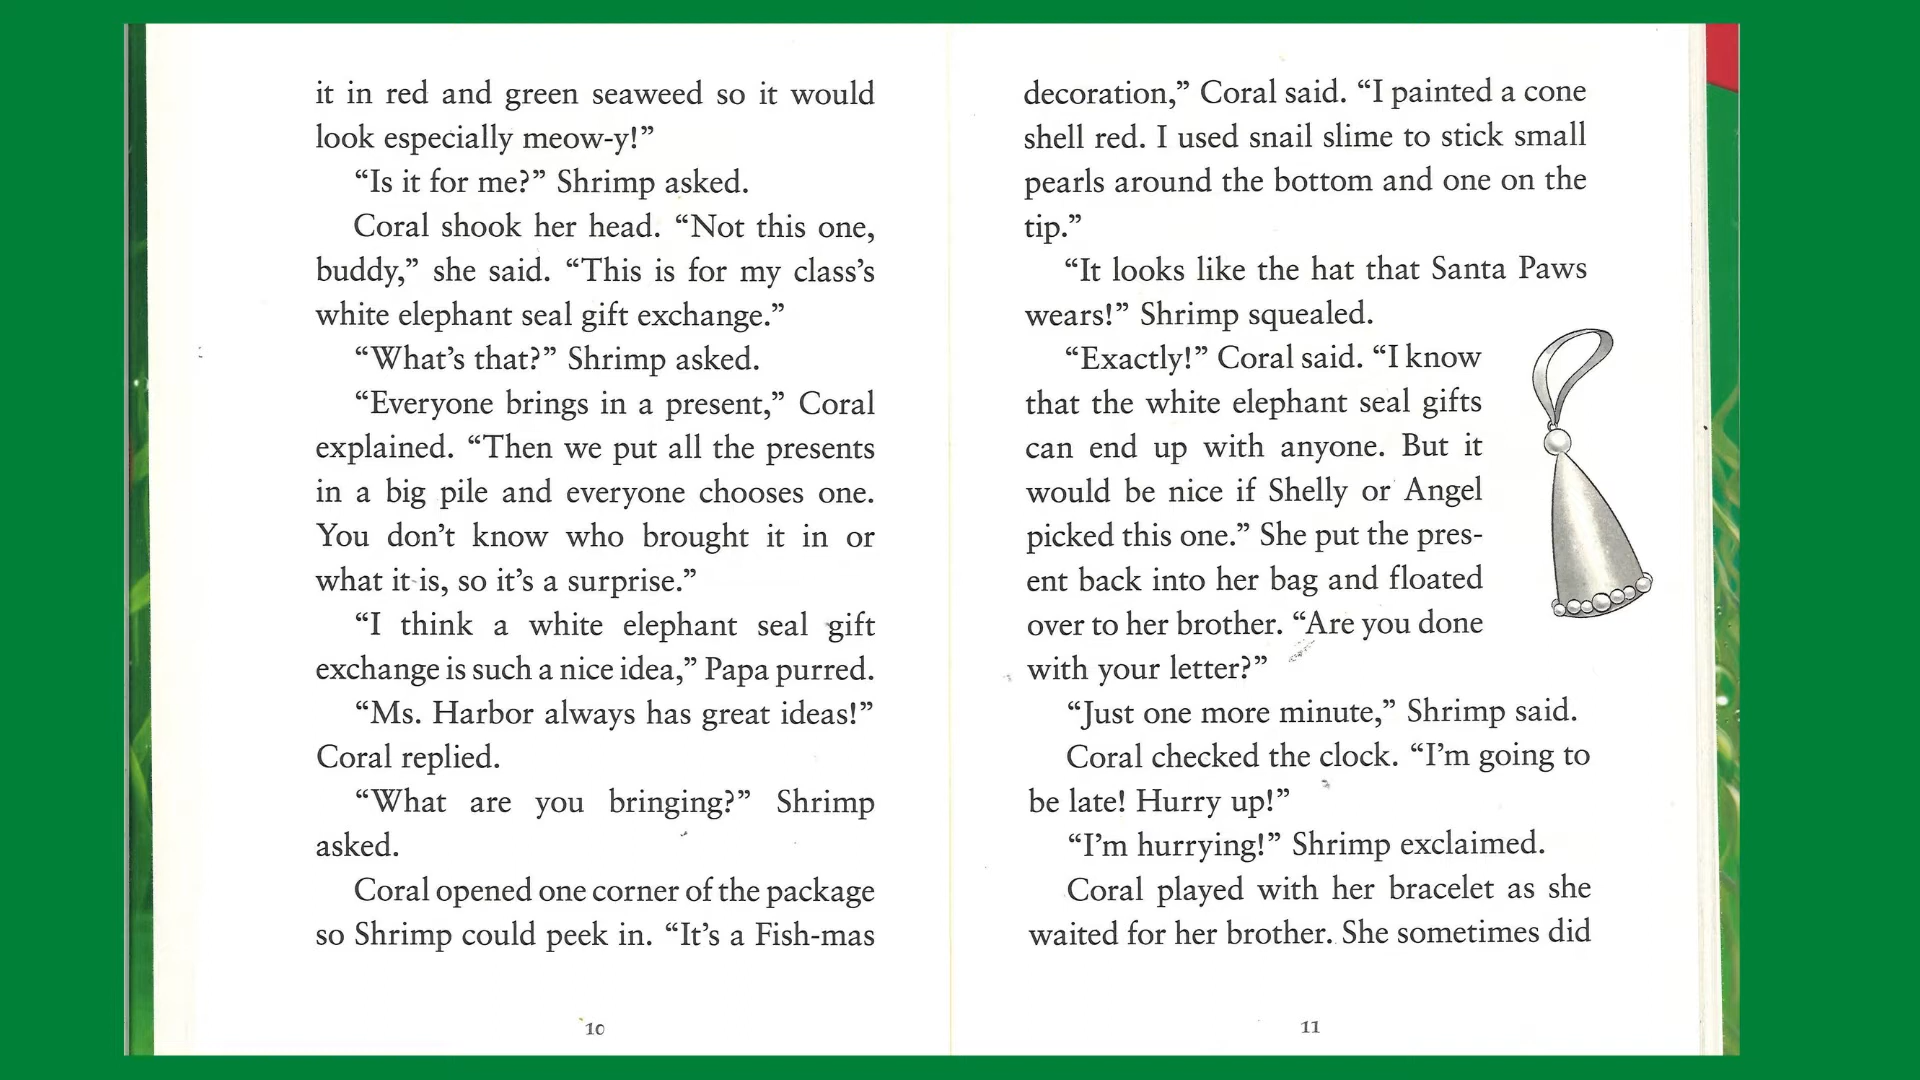 it in red and green seaweed so it would
look especially meow-y!”
“Is it for me?” Shrimp asked.
Coral shook her head. “Not this one,
buddy,” she said. “This is for my class’s
white elephant seal gift exchange.”
“What’s that?” Shrimp asked.
“Everyone brings in a present,” Coral
explained. “Then we put all the presents
in a big pile and everyone chooses one.
You don’t know who brought it in or
what it is, so it’s a surprise.”
“I think a white elephant seal gift
exchange is such a nice idea,” Papa purred.
“Ms. Harbor always has great ideas!”
Coral replied.
“What are you bringing?” Shrimp
asked.
Coral opened one corner of the package
so Shrimp could peek in. “It’s a Fish-mas
10
decoration,” Coral said. “I painted a cone
shell red. I used snail slime to stick small
pearls around the bottom and one on the
tip.”
“It looks like the hat that Santa Paws
wears!” Shrimp squealed.
“Exactly!” Coral said. “I know
that the white elephant seal gifts
can end up with anyone. But it
would be nice if Shelly or Angel
picked this one.” She put the pres-
ent back into her bag and floated
over to her brother. “Are you done
with your letter?”
“Just one more minute,” Shrimp said.
Coral checked the clock. “I’m going to
be late! Hurry up!”
“I’m hurrying!” Shrimp exclaimed.
Coral played with her bracelet as she
waited for her brother. She sometimes did
11